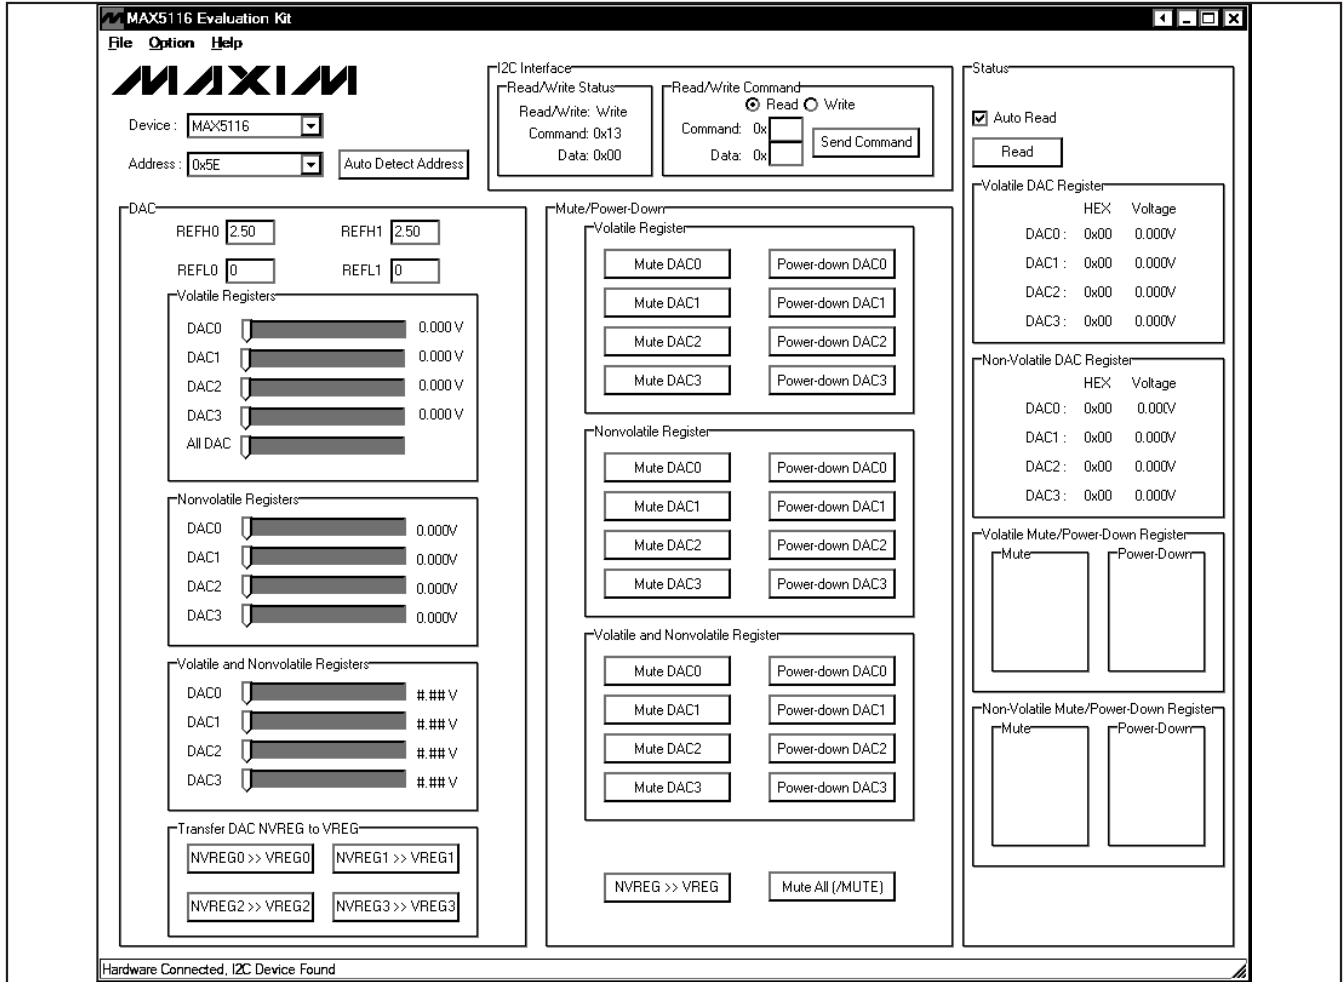 MAX5116 Evaluation Kit
File Option Help
MAXIM
Device : MAX5116
Address : 0x5E Auto Detect Address
I2C Interface
Read/Write Status
Read/Write: Write
Command: 0x13
Data: 0x00
Read/Write Command
Read Write
Command: 0x
Data: 0x
Send Command
DAC
REFH0 2.50 REFH1 2.50
REFL0 0 REFL1 0
Volatile Registers
DAC0 0.000 V
DAC1 0.000 V
DAC2 0.000 V
DAC3 0.000 V
All DAC
Nonvolatile Registers
DAC0 0.000V
DAC1 0.000V
DAC2 0.000V
DAC3 0.000V
Volatile and Nonvolatile Registers
DAC0 #.## V
DAC1 #.## V
DAC2 #.## V
DAC3 #.## V
Transfer DAC NVREG to VREG
NVREG0 >> VREG0 NVREG1 >> VREG1
NVREG2 >> VREG2 NVREG3 >> VREG3
Mute/Power-Down
Volatile Register
Mute DAC0 Power-down DAC0
Mute DAC1 Power-down DAC1
Mute DAC2 Power-down DAC2
Mute DAC3 Power-down DAC3
Nonvolatile Register
Mute DAC0 Power-down DAC0
Mute DAC1 Power-down DAC1
Mute DAC2 Power-down DAC2
Mute DAC3 Power-down DAC3
Volatile and Nonvolatile Register
Mute DAC0 Power-down DAC0
Mute DAC1 Power-down DAC1
Mute DAC2 Power-down DAC2
Mute DAC3 Power-down DAC3
NVREG >> VREG Mute All (/MUTE)
Status
Auto Read
Read
Volatile DAC Register
HEX Voltage
DAC0 : 0x00 0.000V
DAC1 : 0x00 0.000V
DAC2 : 0x00 0.000V
DAC3 : 0x00 0.000V
Non-Volatile DAC Register
HEX Voltage
DAC0 : 0x00 0.00(V
DAC1 : 0x00 0.000V
DAC2 : 0x00 0.000V
DAC3 : 0x00 0.000V
Volatile Mute/Power-Down Register
Mute Power-Down
Non-Volatile Mute/Power-Down Register
Mute Power-Down
Hardware Connected, I2C Device Found